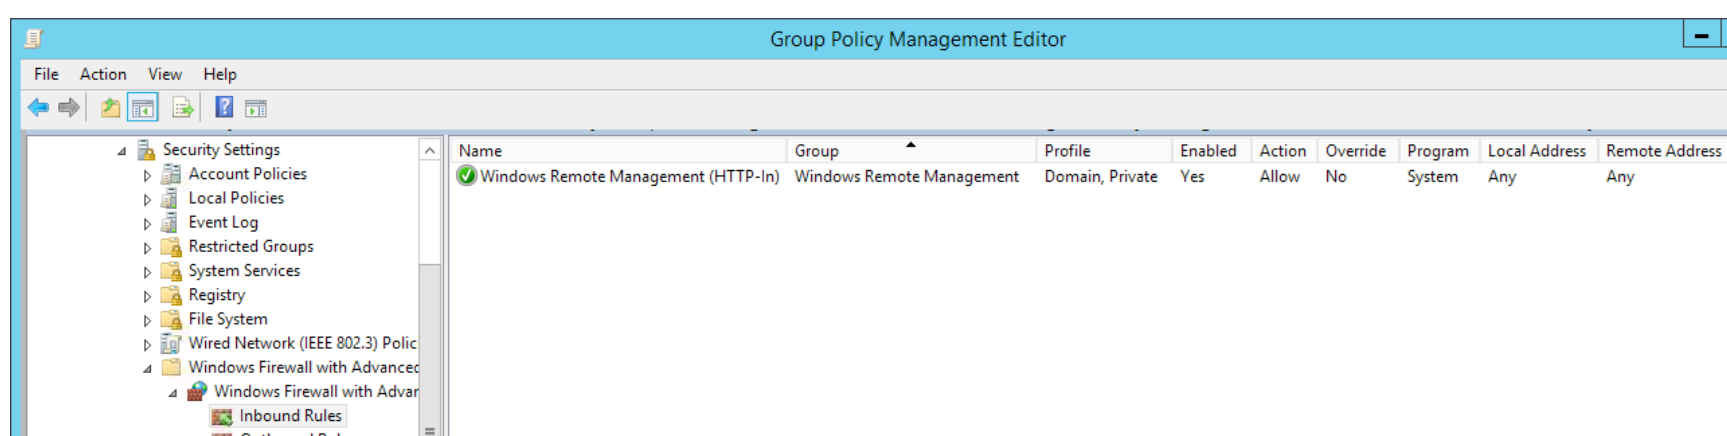 Group Policy Management Editor
File Action View Help
Security Settings
Account Policies
Local Policies
Event Log
Restricted Groups
System Services
Registry
File System
Wired Network (IEEE 802.3) Polic
Windows Firewall with Advanced
Windows Firewall with Advar
Inbound Rules
Name Group Profile Enabled Action Override Program Local Address Remote Address
Windows Remote Management (HTTP-In) Windows Remote Management Domain, Private Yes Allow No System Any Any